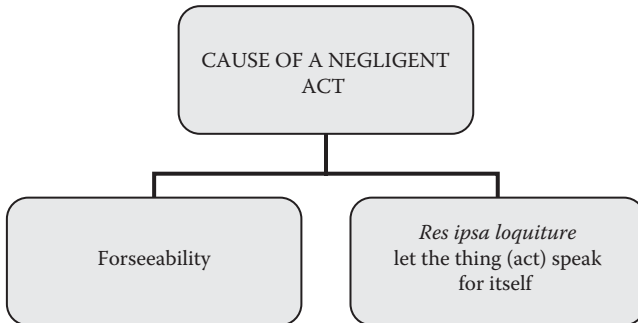 CAUSE OF A NEGLIGENT
ACT
Forseeability
Res ipsa loquiture
let the thing (act) speak
for itself